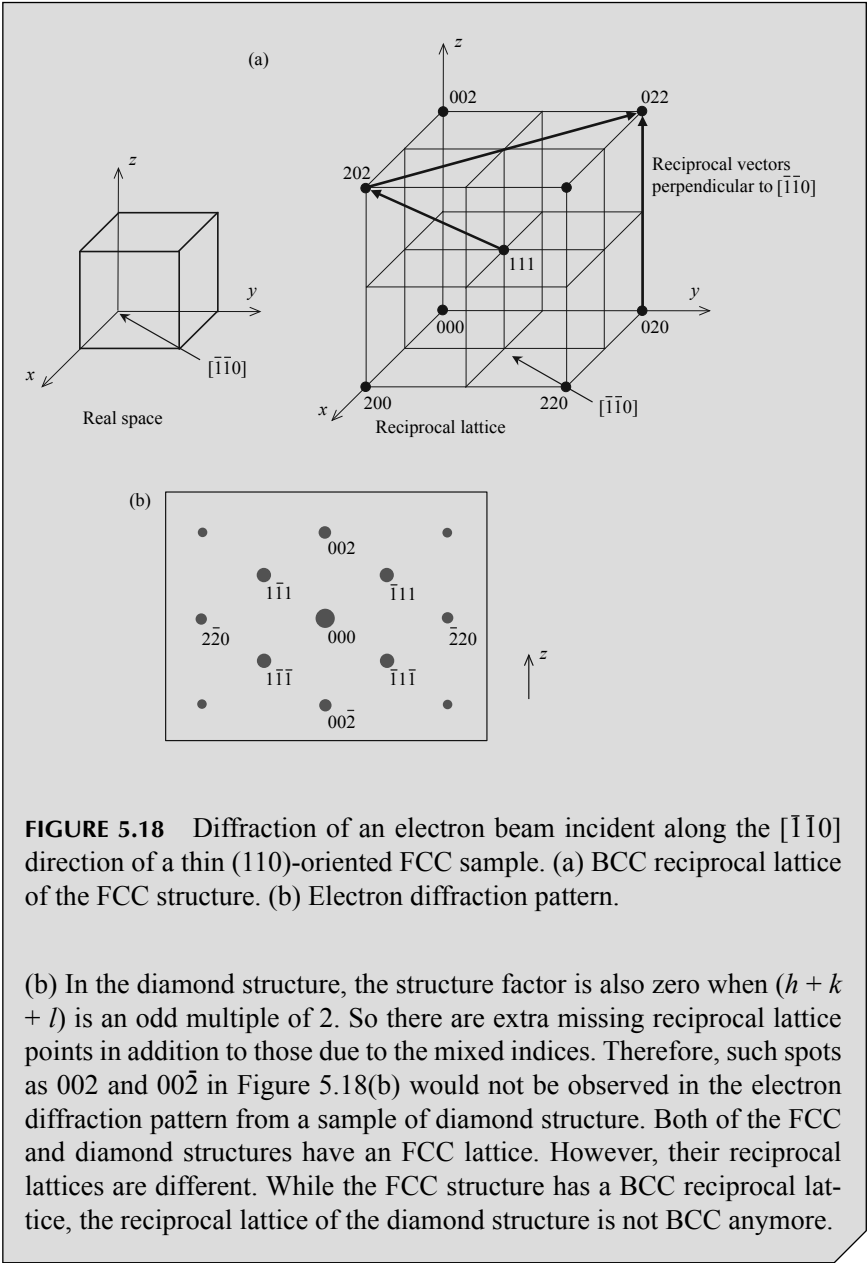 (a)
z
002
022
202
Reciprocal vectors
perpendicular to [1̄1̄0]
z
111
y
000
y
020
[1̄1̄0]
x
x
200
220
[1̄1̄0]
Real space
Reciprocal lattice
(b)
002
11̄1
1̄11
22̄0
000
1̄20
z
11̄1̄
1̄11̄
002̄
FIGURE 5.18 Diffraction of an electron beam incident along the [1̄1̄0]
direction of a thin (110)-oriented FCC sample. (a) BCC reciprocal lattice
of the FCC structure. (b) Electron diffraction pattern.
(b) In the diamond structure, the structure factor is also zero when (h + k
+ l) is an odd multiple of 2. So there are extra missing reciprocal lattice
points in addition to those due to the mixed indices. Therefore, such spots
as 002 and 002̄ in Figure 5.18(b) would not be observed in the electron
diffraction pattern from a sample of diamond structure. Both of the FCC
and diamond structures have an FCC lattice. However, their reciprocal
lattices are different. While the FCC structure has a BCC reciprocal lat-
tice, the reciprocal lattice of the diamond structure is not BCC anymore.